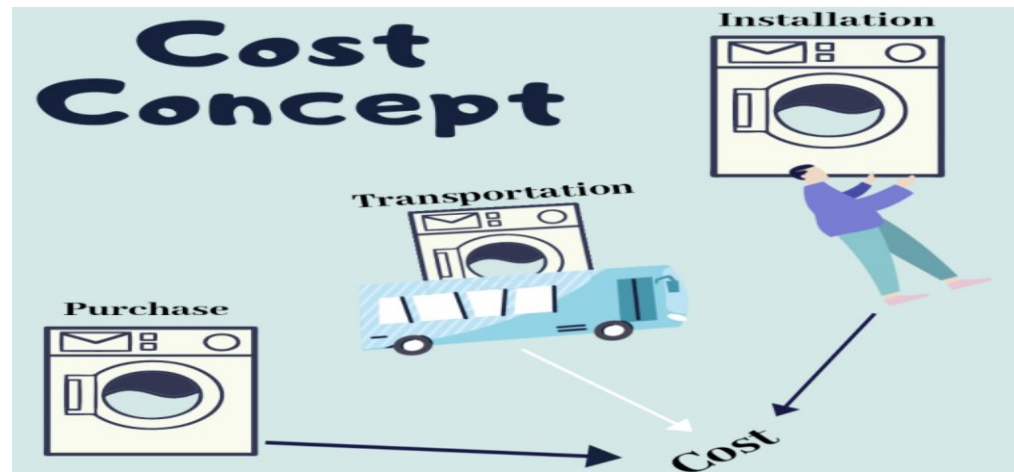 Cost
Concept
Installation
Transportation
Purchase
Cost